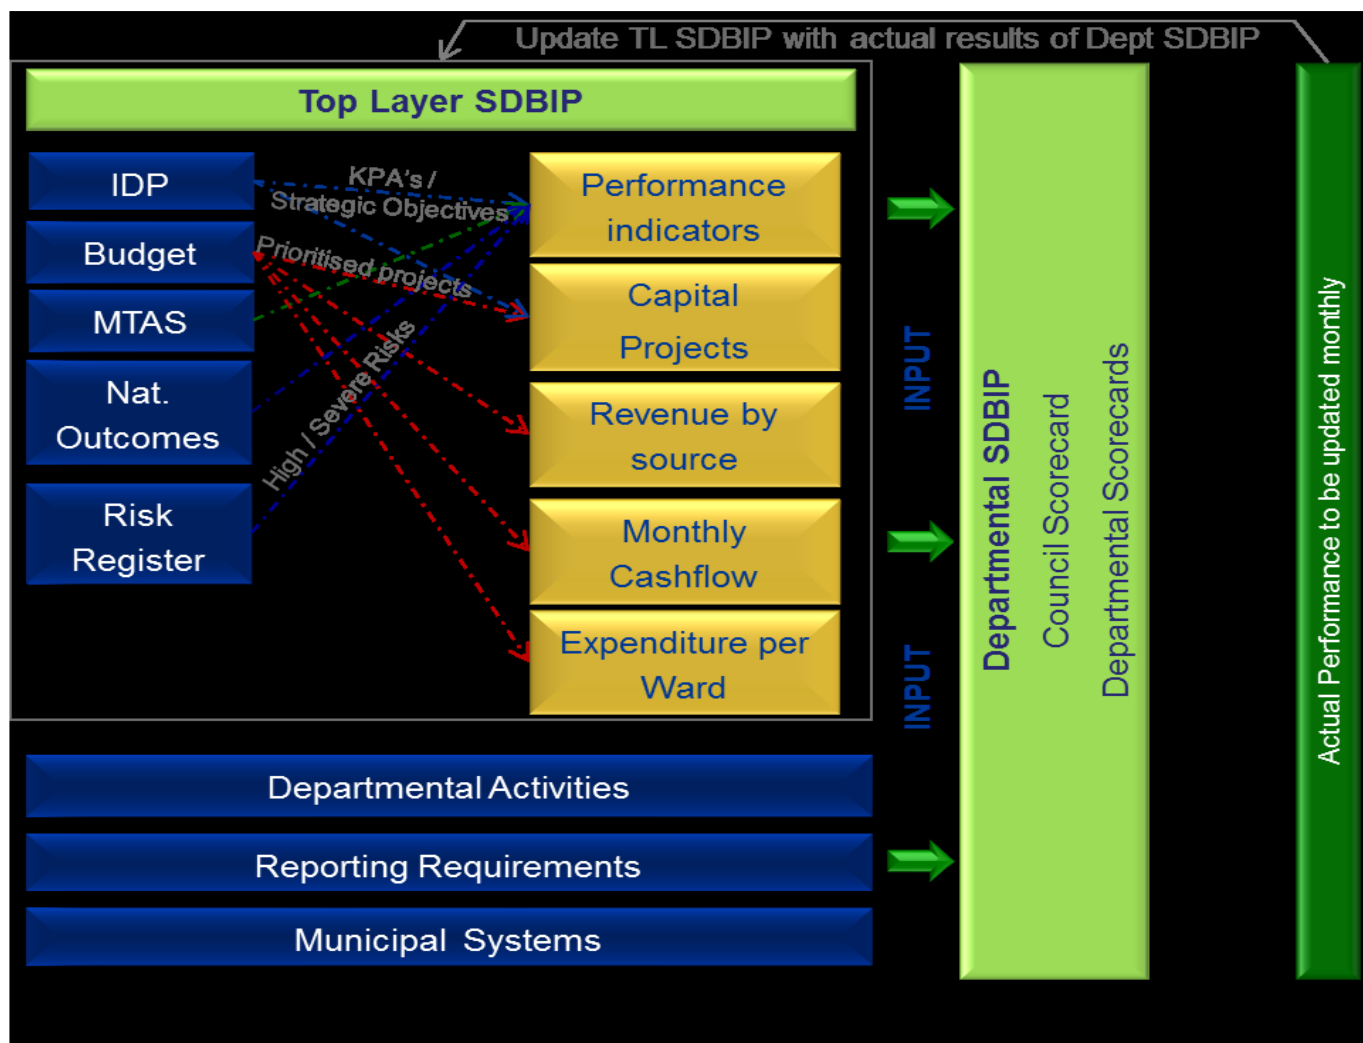 Update TL SDBIP with actual results of Dept SDBIP
Top Layer SDBIP
IDP
Budget
MTAS
Nat.
Outcomes
Risk
Register
KPA's /
Strategic Objectives
Prioritised projects
High / Severe Risks
Performance
indicators
Capital
Projects
Revenue by
source
Monthly
Cashflow
Expenditure per
Ward
INPUT
INPUT
Departmental SDBIP
Council Scorecard
Departmental Scorecards
Actual Performance to be updated monthly
Departmental Activities
Reporting Requirements
Municipal Systems